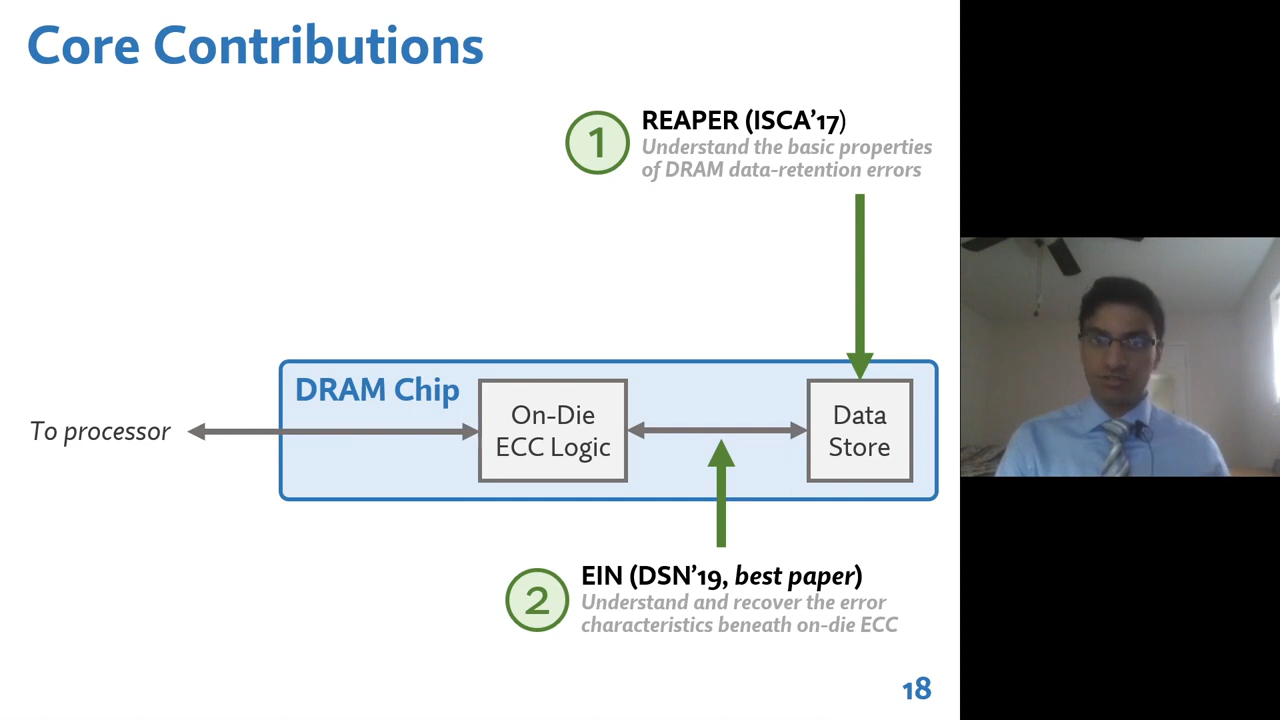 Core Contributions
1
REAPER (ISCA’17)
Understand the basic properties
of DRAM data-retention errors
DRAM Chip
To processor
On-Die
ECC Logic
Data
Store
2
EIN (DSN’19, best paper)
Understand and recover the error
characteristics beneath on-die ECC
18